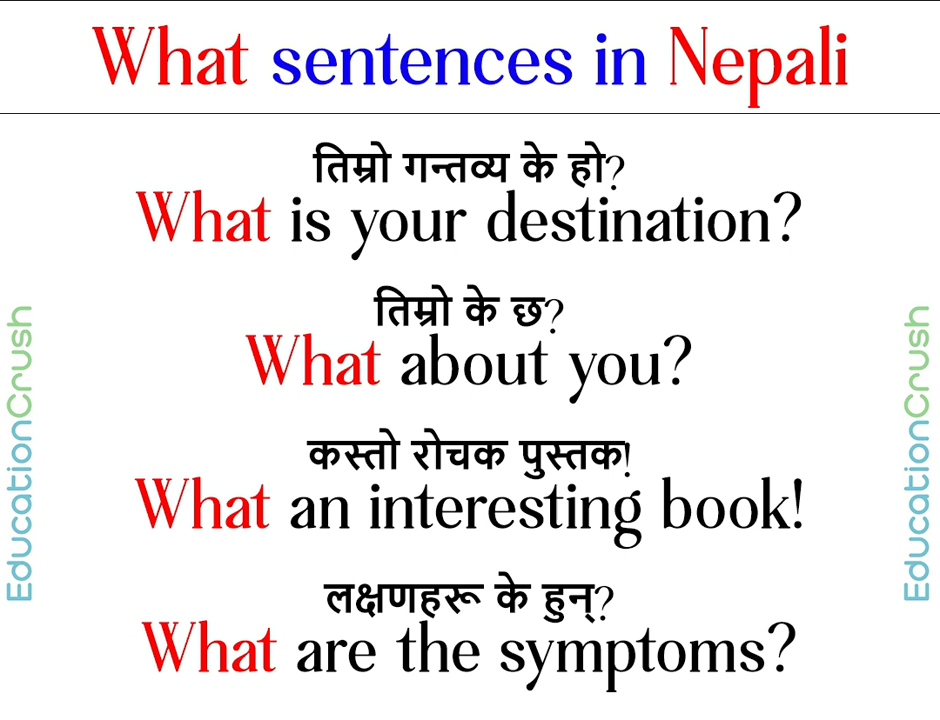 What sentences in Nepali
तिम्रो गन्तव्य के हो?
What is your destination?
तिम्रो के छ?
What about you?
कस्तो रोचक पुस्तक!
What an interesting book!
लक्षणहरू के हुन्?
What are the symptoms?
EducationCrush
EducationCrush